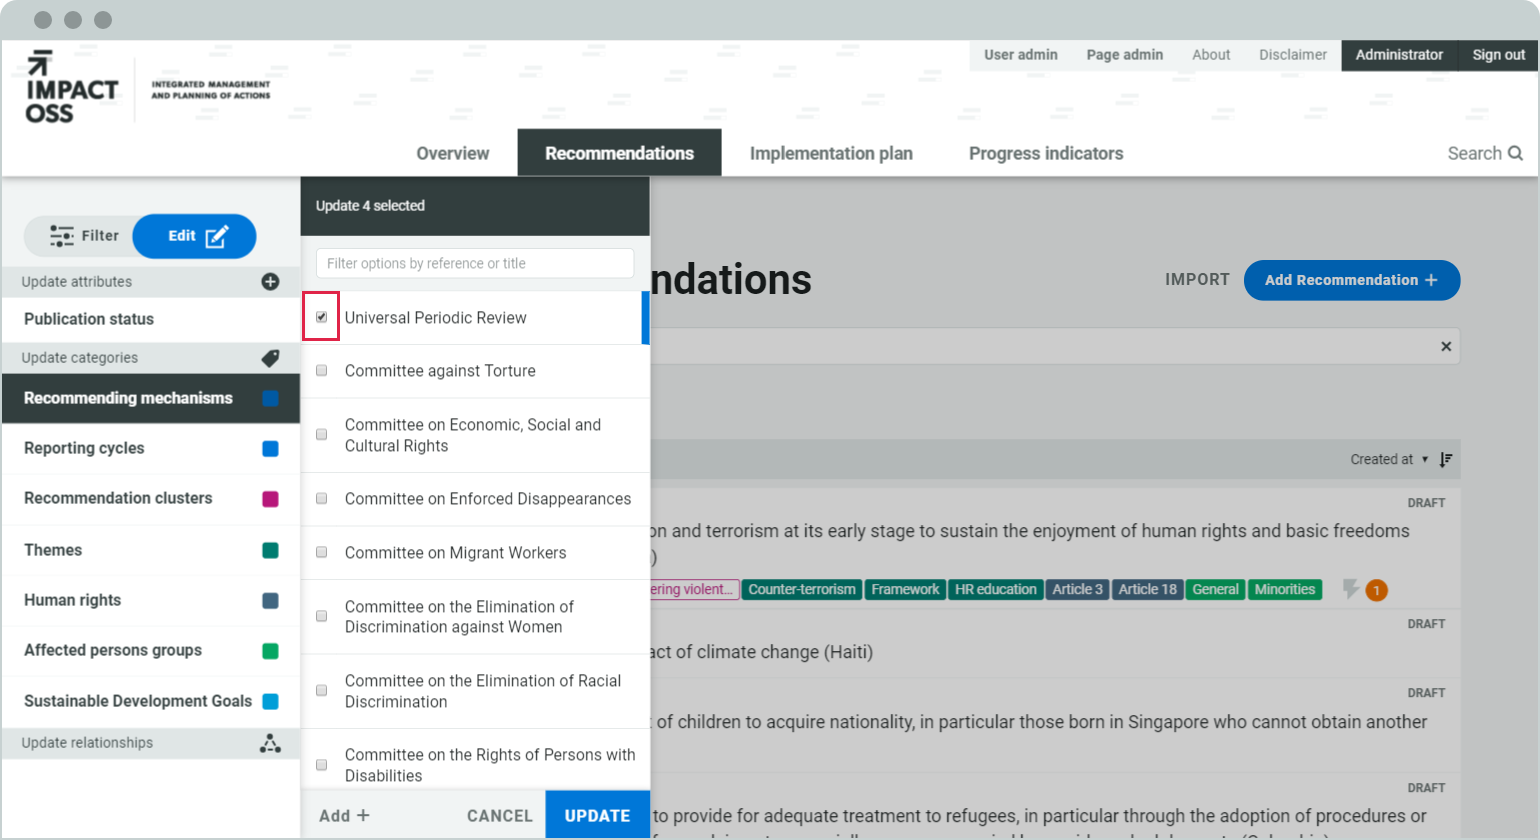 User admin
Page admin
About
Disclaimer
Administrator
Sign out
IMPACT
OSS
INTEGRATED MANAGEMENT
AND PLANNING OF ACTIONS
Overview
Recommendations
Implementation plan
Progress indicators
Search
Filter
Edit
Update attributes
Publication status
Update categories
Recommending mechanisms
Reporting cycles
Recommendation clusters
Themes
Human rights
Affected persons groups
Sustainable Development Goals
Update relationships
Update 4 selected
Filter options by reference or title
Universal Periodic Review
Committee against Torture
Committee on Economic, Social and
Cultural Rights
Committee on Enforced Disappearances
Committee on Migrant Workers
Committee on the Elimination of
Discrimination against Women
Committee on the Elimination of Racial
Discrimination
Committee on the Rights of Persons with
Disabilities
Add +
CANCEL
UPDATE
ndations
IMPORT
Add Recommendation +
Created at
DRAFT
on and terrorism at its early stage to sustain the enjoyment of human rights and basic freedoms
)
ering violent...
Counter-terrorism
Framework
HR education
Article 3
Article 18
General
Minorities
1
DRAFT
act of climate change (Haiti)
DRAFT
t of children to acquire nationality, in particular those born in Singapore who cannot obtain another
DRAFT
to provide for adequate treatment to refugees, in particular through the adoption of procedures or